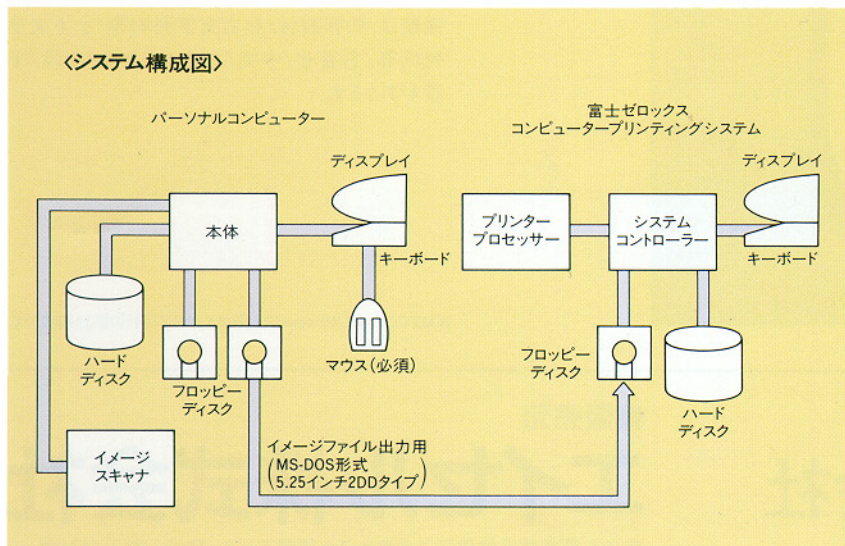 〈システム構成図〉
パーソナルコンピューター
富士ゼロックス
コンピュータープリンティングシステム
ディスプレイ
本体
キーボード
ハード
ディスク
フロッピー
ディスク
マウス(必須)
イメージ
スキャナ
イメージファイル出力用
(MS-DOS形式
5.25インチ2DDタイプ)
ディスプレイ
プリンター
プロセッサー
システム
コントローラー
キーボード
フロッピー
ディスク
ハード
ディスク